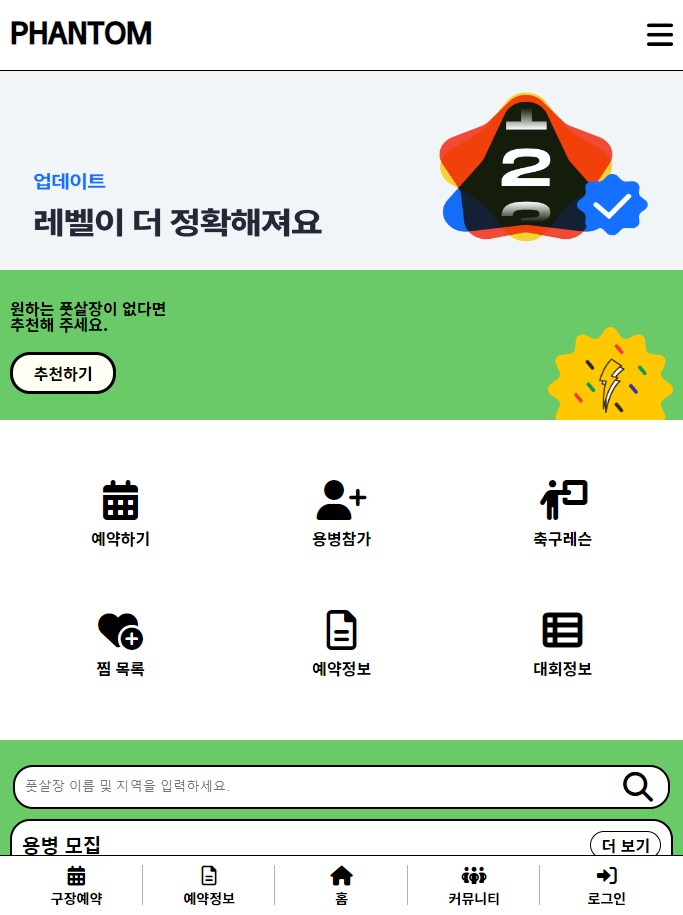 PHANTOM
업데이트
레벨이 더 정확해져요
1
2
3
원하는 풋살장이 없다면
추천해 주세요.
추천하기
예약하기
용병참가
축구레슨
찜 목록
예약정보
대회정보
풋살장 이름 및 지역을 입력하세요.
용병 모집
더 보기
구장예약
예약정보
홈
커뮤니티
로그인